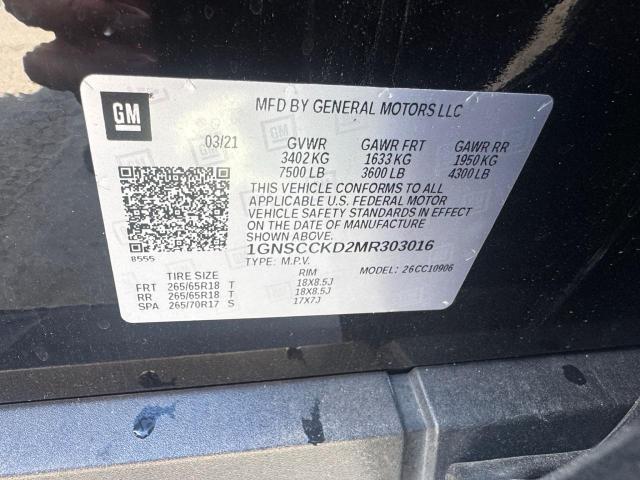 GM
MFD BY GENERAL MOTORS LLC
03/21 GVWR GAWR FRT GAWR RR
3402 KG 1633 KG 1950 KG
7500 LB 3600 LB 4300 LB
THIS VEHICLE CONFORMS TO ALL
APPLICABLE U.S. FEDERAL MOTOR
VEHICLE SAFETY STANDARDS IN EFFECT
ON THE DATE OF MANUFACTURE
SHOWN ABOVE.
8555 1GNSCCKD2MR303016
TYPE: M.P.V. MODEL: 26CC10906
TIRE SIZE RIM
FRT 265/65R18 T 18X8.5J
RR 265/65R18 T 18X8.5J
SPA 265/70R17 S 17X7J